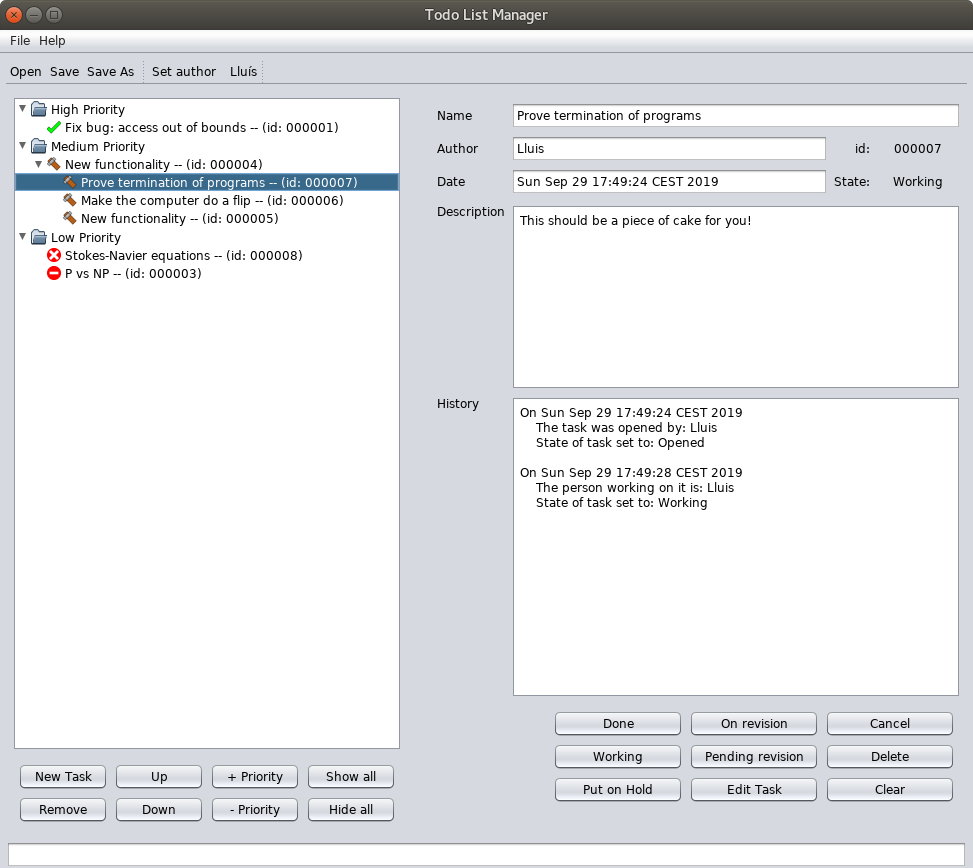 Todo List Manager
File Help
Open Save Save As Set author Lluís
High Priority
Fix bug: access out of bounds -- (id: 000001)
Medium Priority
New functionality -- (id: 000004)
Prove termination of programs -- (id: 000007)
Make the computer do a flip -- (id: 000006)
New functionality -- (id: 000005)
Low Priority
Stokes-Navier equations -- (id: 000008)
P vs NP -- (id: 000003)
New Task Up + Priority Show all
Remove Down - Priority Hide all
Name Prove termination of programs
Author Lluis id: 000007
Date Sun Sep 29 17:49:24 CEST 2019 State: Working
Description This should be a piece of cake for you!
History
On Sun Sep 29 17:49:24 CEST 2019
The task was opened by: Lluis
State of task set to: Opened
On Sun Sep 29 17:49:28 CEST 2019
The person working on it is: Lluis
State of task set to: Working
Done On revision Cancel
Working Pending revision Delete
Put on Hold Edit Task Clear